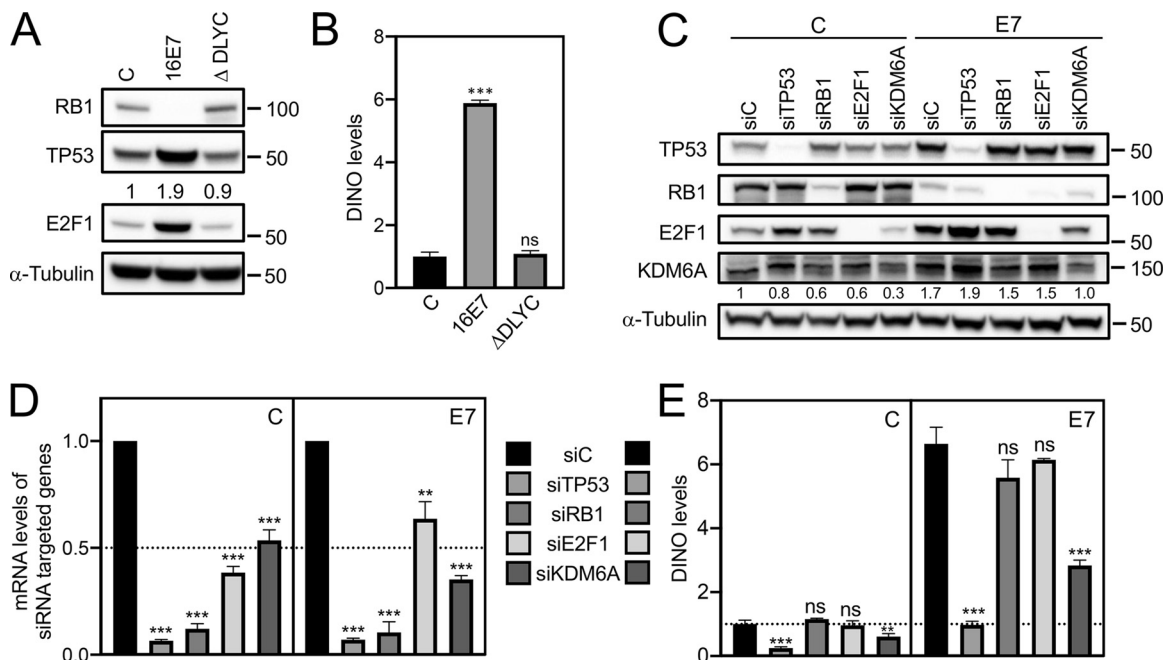 A
C
16E7
Δ DLYC
RB1
100
TP53
50
1 1.9 0.9
E2F1
50
α-Tubulin
50
B
DINO levels
8
6
4
2
0
***
ns
C
16E7
ΔDLYC
C
C E7
siC siTP53 siRB1 siE2F1 siKDM6A siC siTP53 siRB1 siE2F1 siKDM6A
TP53
50
RB1
100
E2F1
50
KDM6A
150
1 0.8 0.6 0.6 0.3 1.7 1.9 1.5 1.5 1.0
α-Tubulin
50
D
mRNA levels of
siRNA targeted genes
1.0
0.5
0.0
C
*** *** *** ***
E7
*** *** ** ***
siC
siTP53
siRB1
siE2F1
siKDM6A
E
DINO levels
8
6
4
2
0
C
*** ns ns **
E7
*** ns ns ***